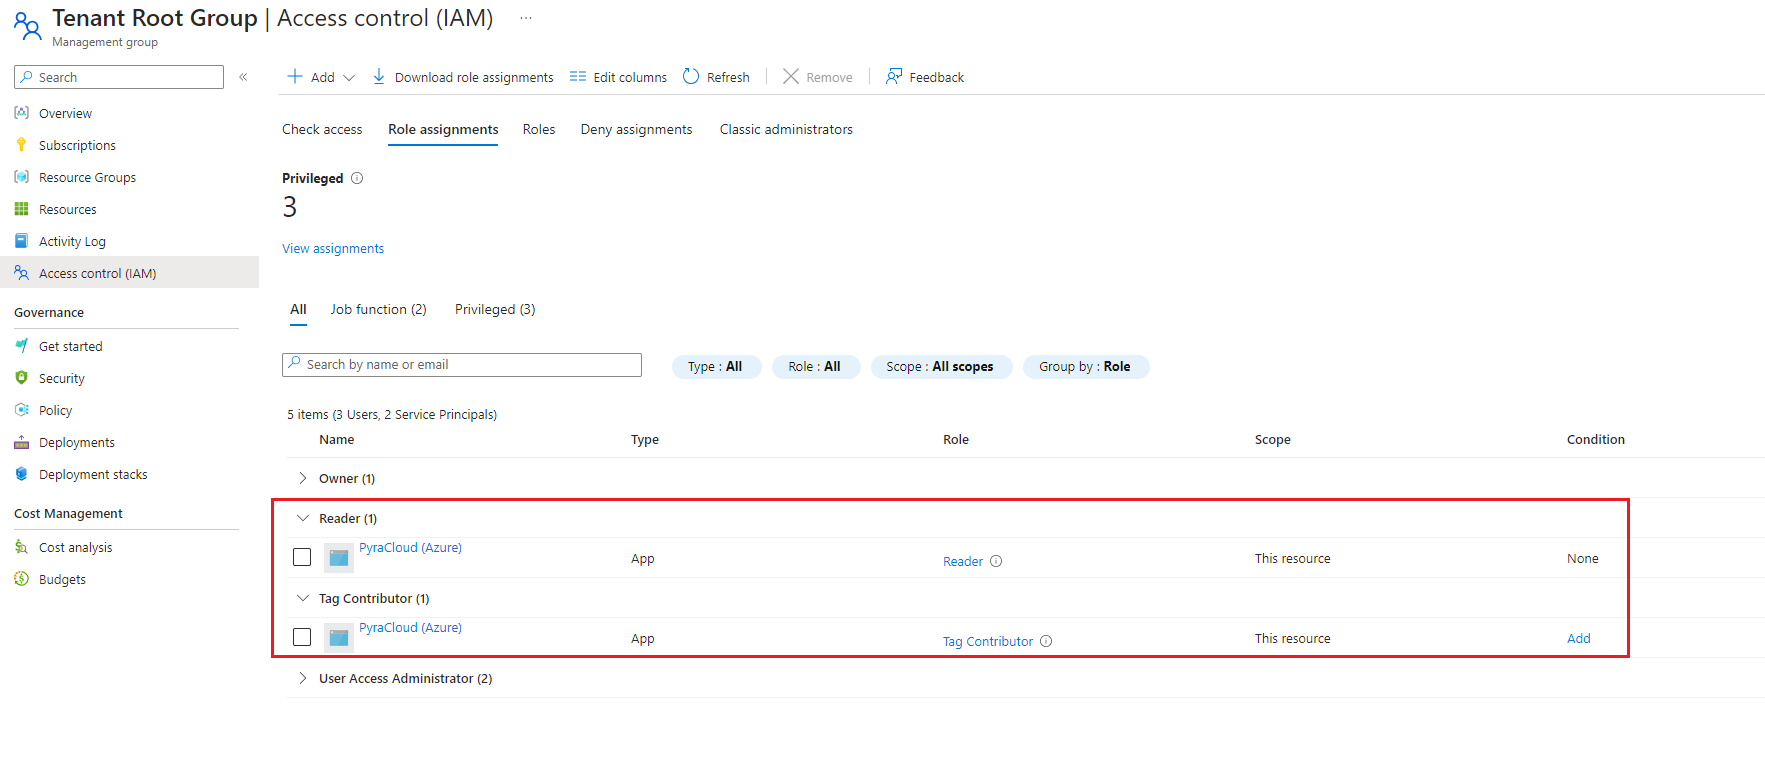 Tenant Root Group | Access control (IAM) ...
Management group
Search
«
Add
Download role assignments
Edit columns
Refresh
Remove
Feedback
Overview
Subscriptions
Resource Groups
Resources
Activity Log
Access control (IAM)
Governance
Get started
Security
Policy
Deployments
Deployment stacks
Cost Management
Cost analysis
Budgets
Check access
Role assignments
Roles
Deny assignments
Classic administrators
Privileged
3
View assignments
All
Job function (2)
Privileged (3)
Search by name or email
Type : All
Role : All
Scope : All scopes
Group by : Role
5 items (3 Users, 2 Service Principals)
Name Type Role Scope Condition
Owner (1)
Reader (1)
PyraCloud (Azure) App Reader This resource None
Tag Contributor (1)
PyraCloud (Azure) App Tag Contributor This resource Add
User Access Administrator (2)